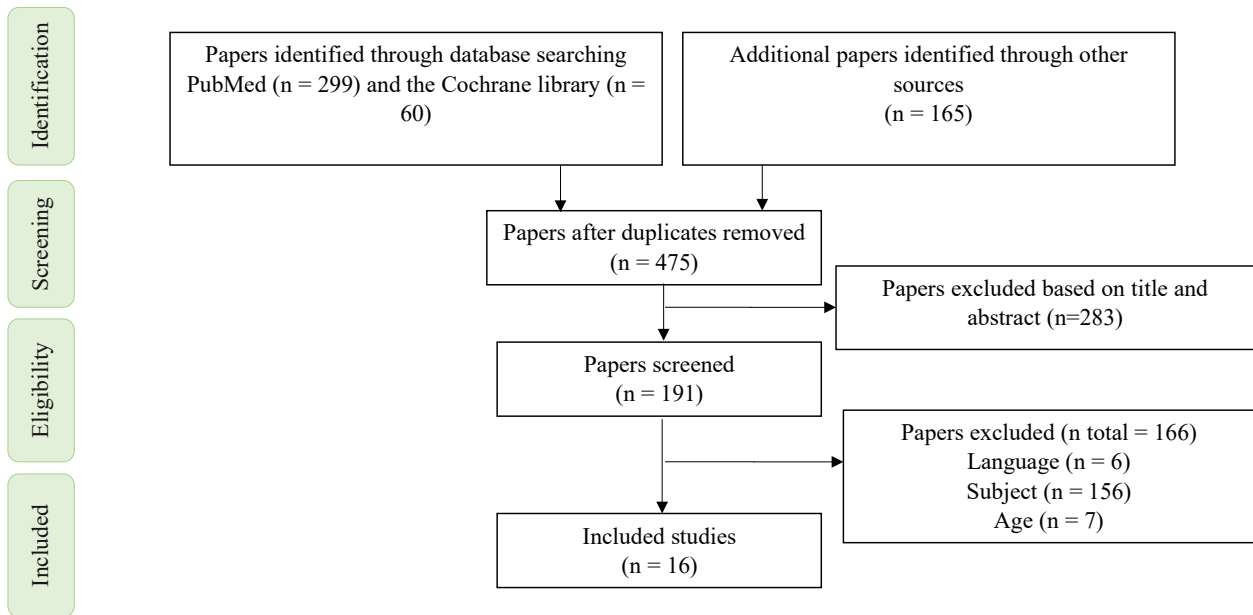 Identification
Papers identified through database searching
PubMed (n = 299) and the Cochrane library (n =
60)
Additional papers identified through other
sources
(n = 165)
Screening
Papers after duplicates removed
(n = 475)
Papers excluded based on title and
abstract (n=283)
Eligibility
Papers screened
(n = 191)
Papers excluded (n total = 166)
Language (n = 6)
Subject (n = 156)
Age (n = 7)
Included
Included studies
(n = 16)